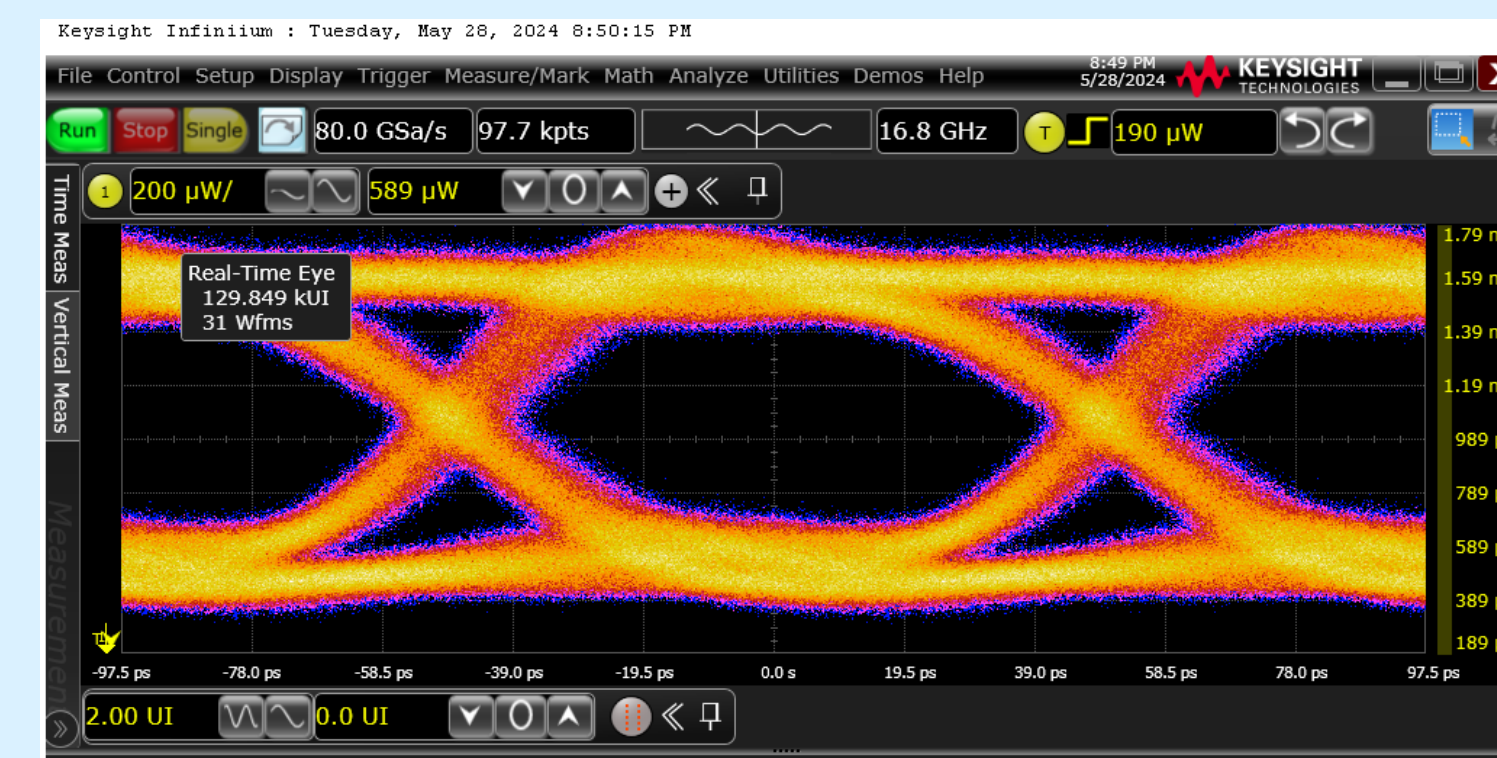 Keysight Infiniium : Tuesday, May 28, 2024 8:50:15 PM
File Control Setup Display Trigger Measure/Mark Math Analyze Utilities Demos Help
8:49 PM
5/28/2024
KEYSIGHT
TECHNOLOGIES
Run Stop Single 80.0 GSa/s 97.7 kpts 16.8 GHz T 190 µW
1 200 µW/ 589 µW
Time Meas
Vertical Meas
Measurement
Real-Time Eye
129.849 kUI
31 Wfms
1.79
1.59
1.39
1.19
989
789
589
389
189
-97.5 ps -78.0 ps -58.5 ps -39.0 ps -19.5 ps 0.0 s 19.5 ps 39.0 ps 58.5 ps 78.0 ps 97.5 ps
2.00 UI 0.0 UI